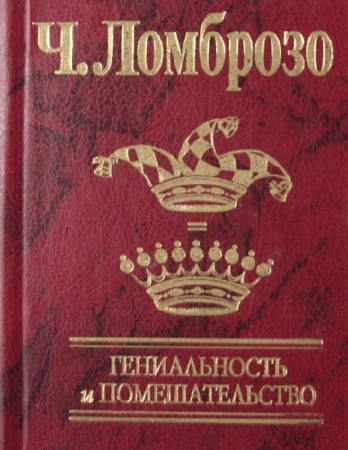 Ч. Ломброзо
=
ГЕНИАЛЬНОСТЬ
и ПОМЕШАТЕЛЬСТВО